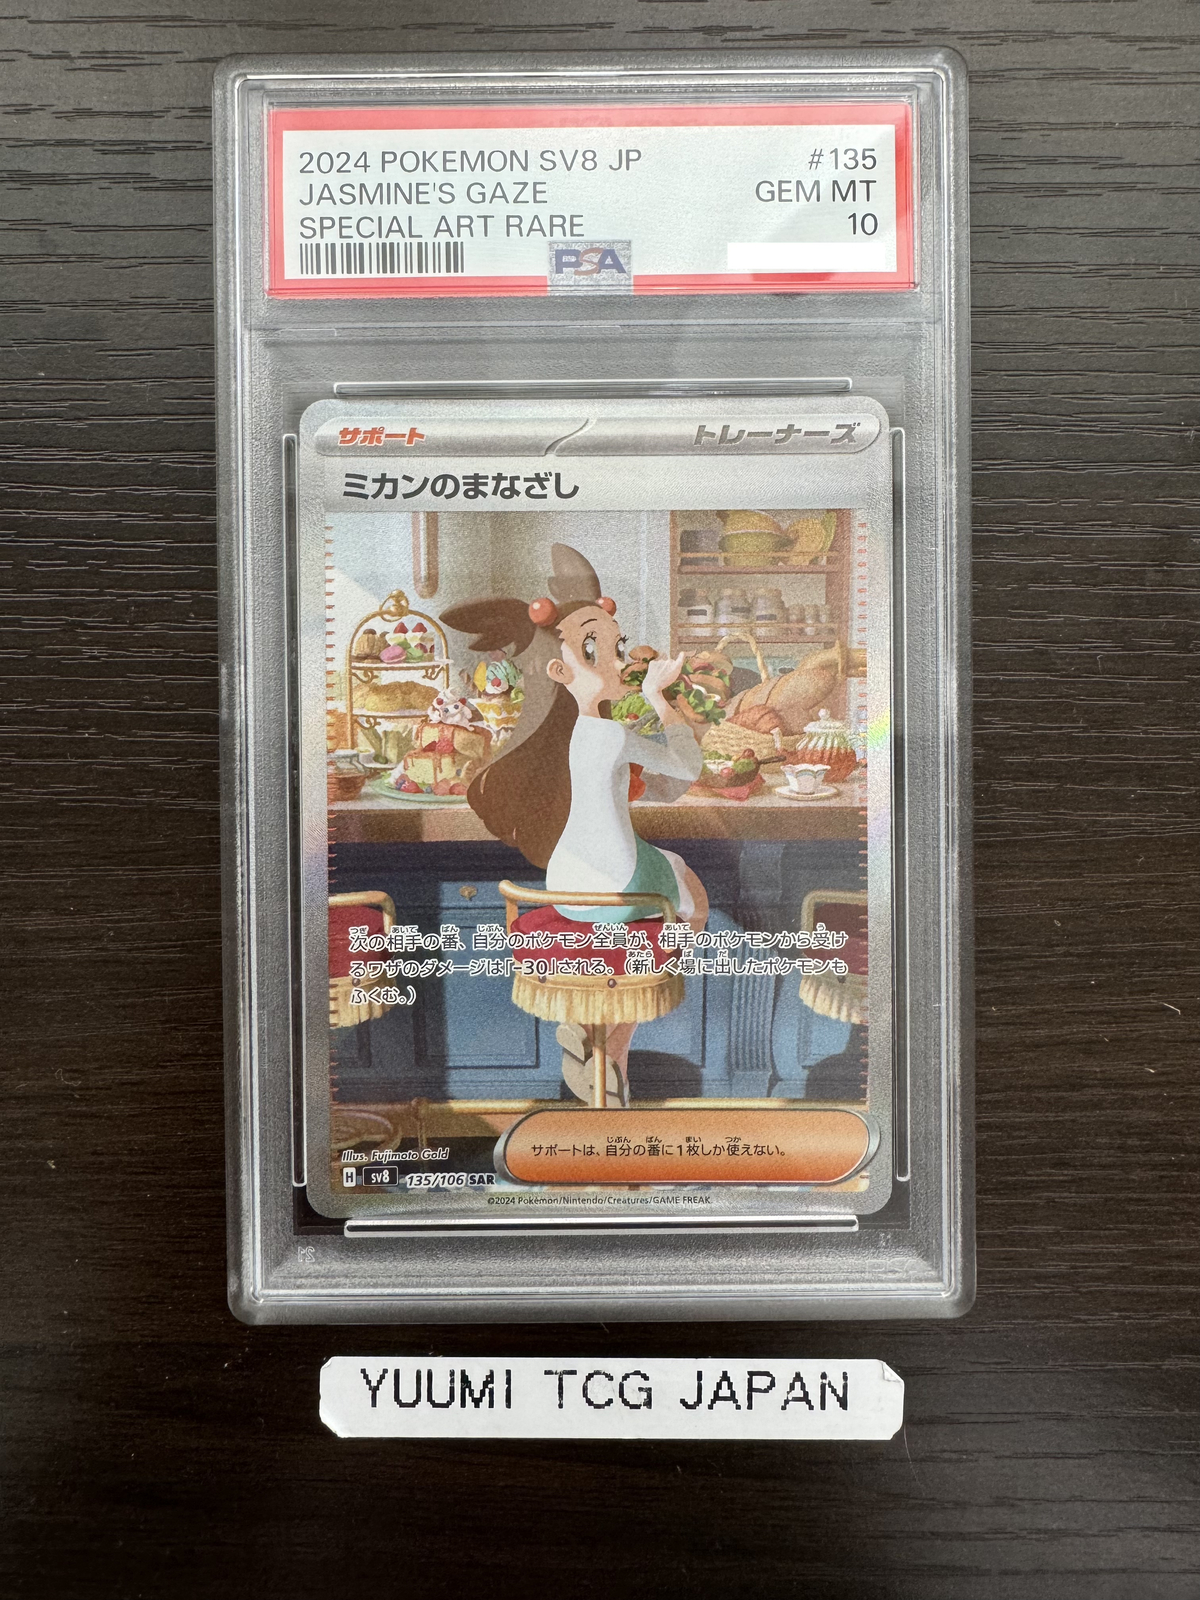 2024 POKEMON SV8 JP #135
JASMINE'S GAZE GEM MT
SPECIAL ART RARE 10
PSA
サポート トレーナーズ
ミカンのまなざし
次の相手の番、自分のポケモン全員が、相手のポケモンから受け
るワザのダメージは「-30」される。(新しく場に出したポケモンも
ふくむ。)
サポートは、自分の番に1枚しか使えない。
Illus. Fujimoto Gold
H SV8 135/106 SAR
©2024 Pokémon/Nintendo/Creatures/GAME FREAK
YUUMI TCG JAPAN